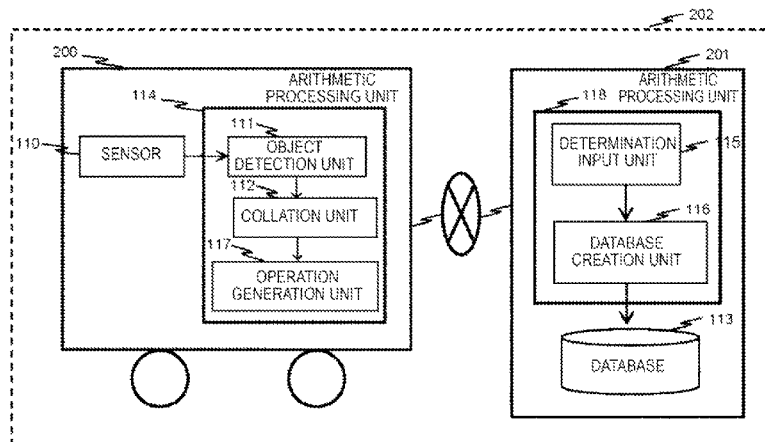 202
200
201
ARITHMETIC
PROCESSING UNIT
114
ARITHMETIC
PROCESSING UNIT
118
110
SENSOR
111
OBJECT
DETECTION UNIT
DETERMINATION
INPUT UNIT
115
112
COLLATION UNIT
116
DATABASE
CREATION UNIT
117
OPERATION
GENERATION UNIT
113
DATABASE